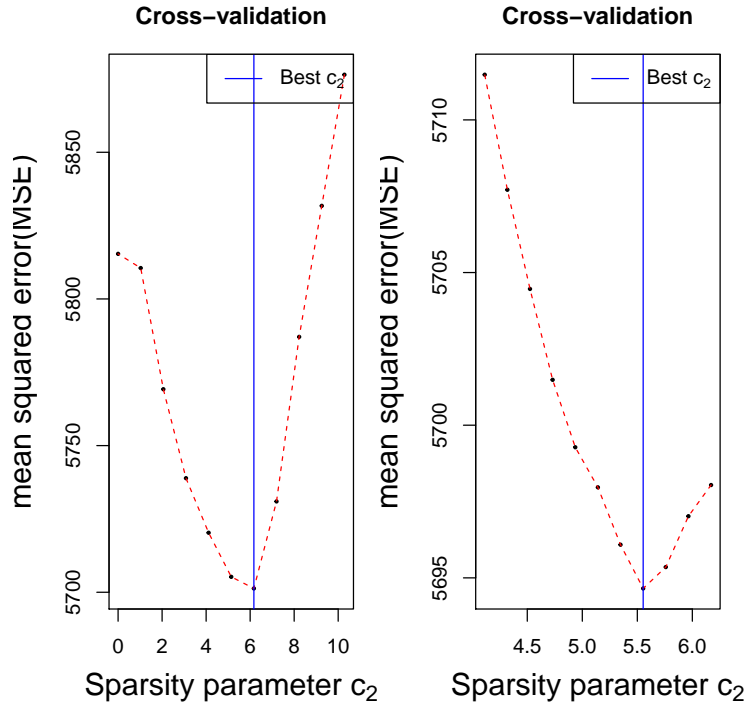 Cross−validation
Best c2
mean squared error(MSE)
5850
5800
5750
5700
0 2 4 6 8 10
Sparsity parameter c2
Cross−validation
Best c2
mean squared error(MSE)
5710
5705
5700
5695
4.5 5.0 5.5 6.0
Sparsity parameter c2